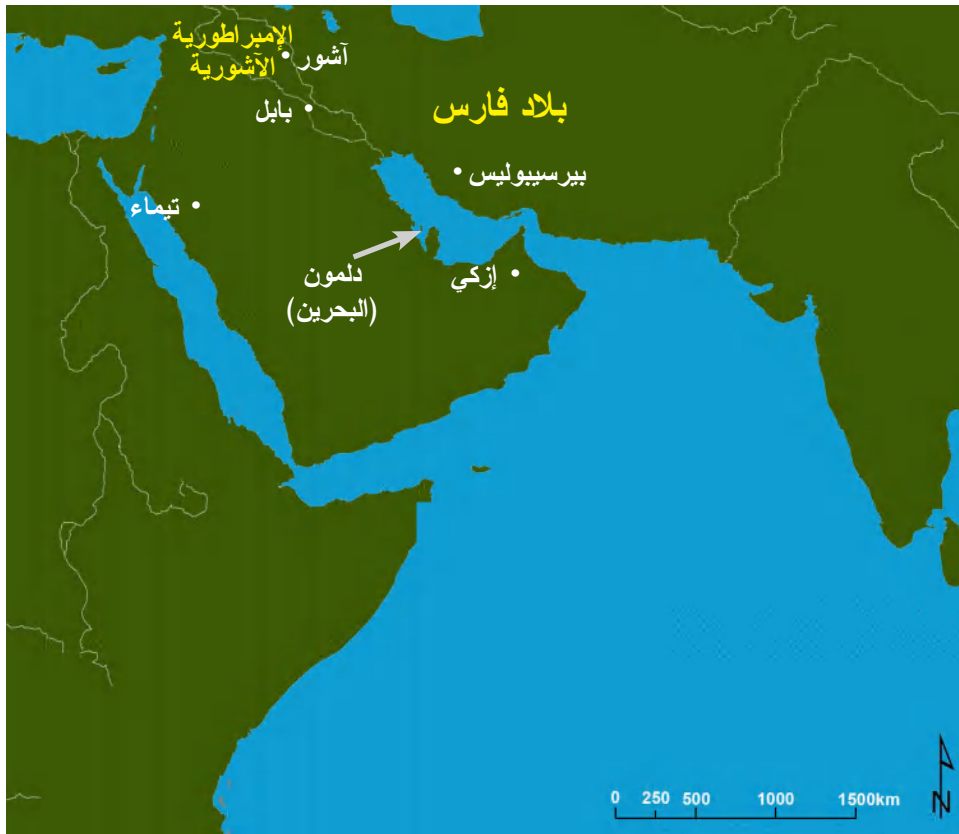 الإمبراطورية
الآشورية
آشور
بابل
بلاد فارس
بيرسيبوليس
تيماء
دلمون
(البحرين)
إزكي
0 250 500 1000 1500km
N